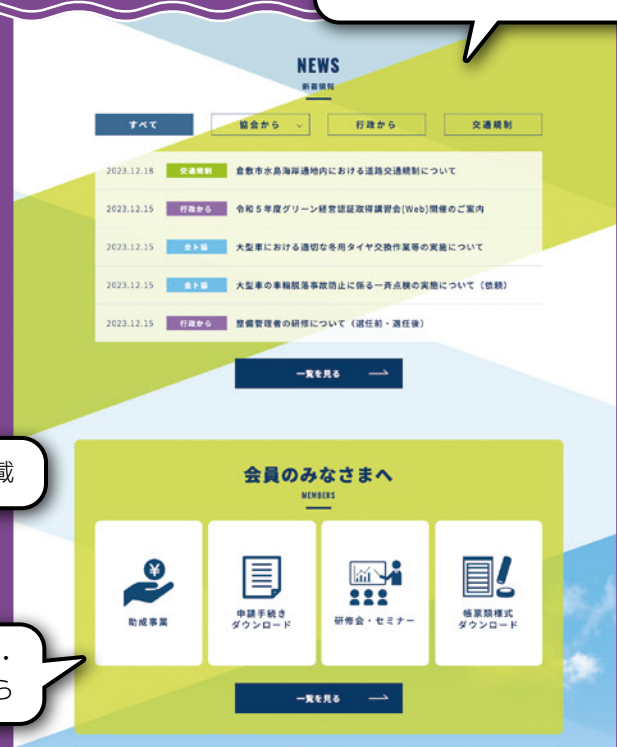 NEWS
新着情報
すべて
協会から
行政から
交通規制
2023.12.18 交通規制 倉敷市水島海岸通地内における道路交通規制について
2023.12.15 行政から 令和5年度グリーン経営認証取得講習会(Web)開催のご案内
2023.12.15 全ト協 大型車における適切な冬用タイヤ交換作業等の実施について
2023.12.15 全ト協 大型車の車輪脱落事故防止に係る一斉点検の実施について（依頼）
2023.12.15 行政から 整備管理者の研修について（選任前・選任後）
一覧を見る
載
会員のみなさまへ
MEMBERS
助成事業
申請手続き
ダウンロード
研修会・セミナー
帳票類様式
ダウンロード
・
ら
一覧を見る